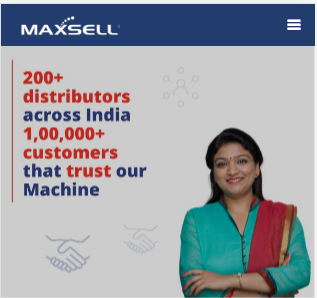 MAXSELL
200+
distributors
across India
1,00,000+
customers
that trust our
Machine